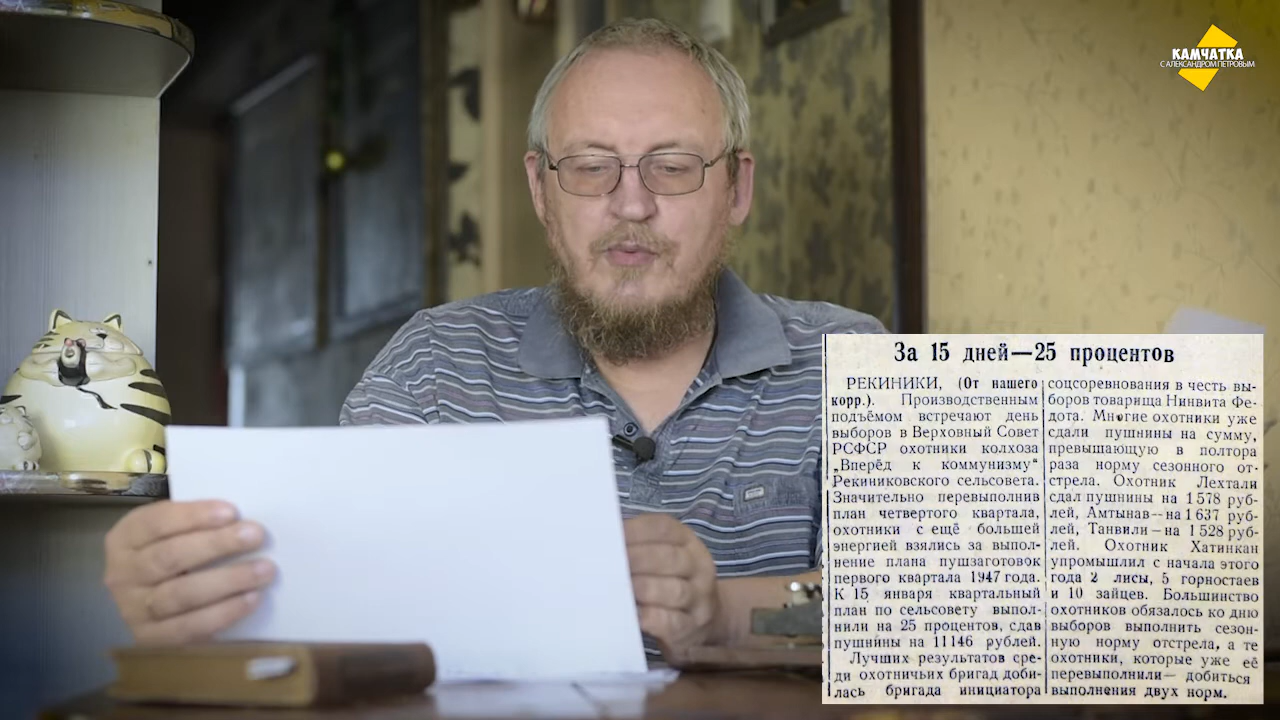 КАМЧАТКА
С АЛЕКСАНДРОМ ПЕТРОВЫМ
За 15 дней—25 процентов
РЕКИНИКИ, (От нашего
корр.). Производственным
подъёмом встречают день
выборов в Верховный Совет
РСФСР охотники колхоза
„Вперёд к коммунизму"
Рекиниковского сельсовета.
Значительно перевыполнив
план четвертого квартала,
охотники с ещё большей
энергией взялись за выпол-
нение плана пушзаготовок
первого квартала 1947 года.
К 15 января квартальный
план по сельсовету выпол-
нили на 25 процентов, сдав
пушнины на 11146 рублей.
Лучших результатов сре-
ди охотничьих бригад доби-
лась бригада инициатора
соцсоревнования в честь вы-
боров товарища Нинвита Фе-
дота. Многие охотники уже
сдали пушнины на сумму,
превышающую в полтора
раза норму сезонного от-
стрела. Охотник Лехтали
сдал пушнины на 1578 руб-
лей, Амтынав—на 1637 руб-
лей, Танвили—на 1528 руб-
лей. Охотник Хатинкан
упромышлил с начала этого
года 2 лисы, 5 горностаев
и 10 зайцев. Большинство
охотников обязалось ко дню
выборов выполнить сезон-
ную норму отстрела, а те
охотники, которые уже её
перевыполнили— добиться
выполнения двух норм.